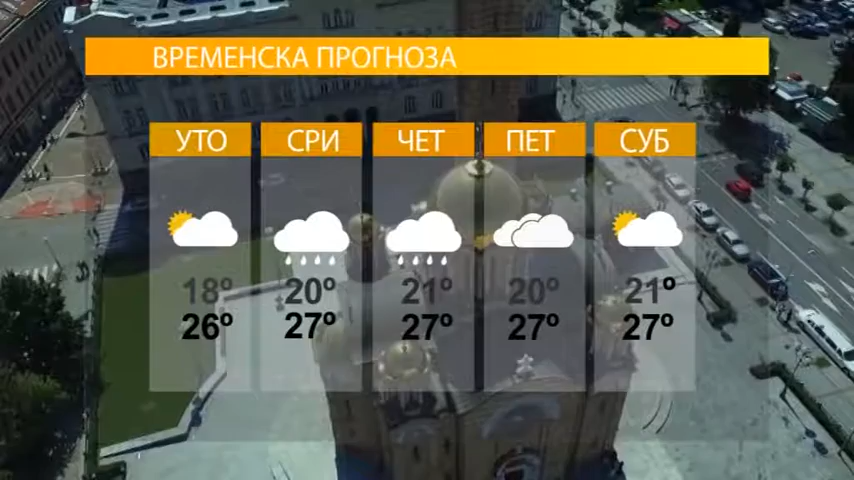 ВРЕМЕНСКА ПРОГНОЗА
УТО СРИ ЧЕТ ПЕТ СУБ
18º 20º 21º 20º 21º
26º 27º 27º 27º 27º